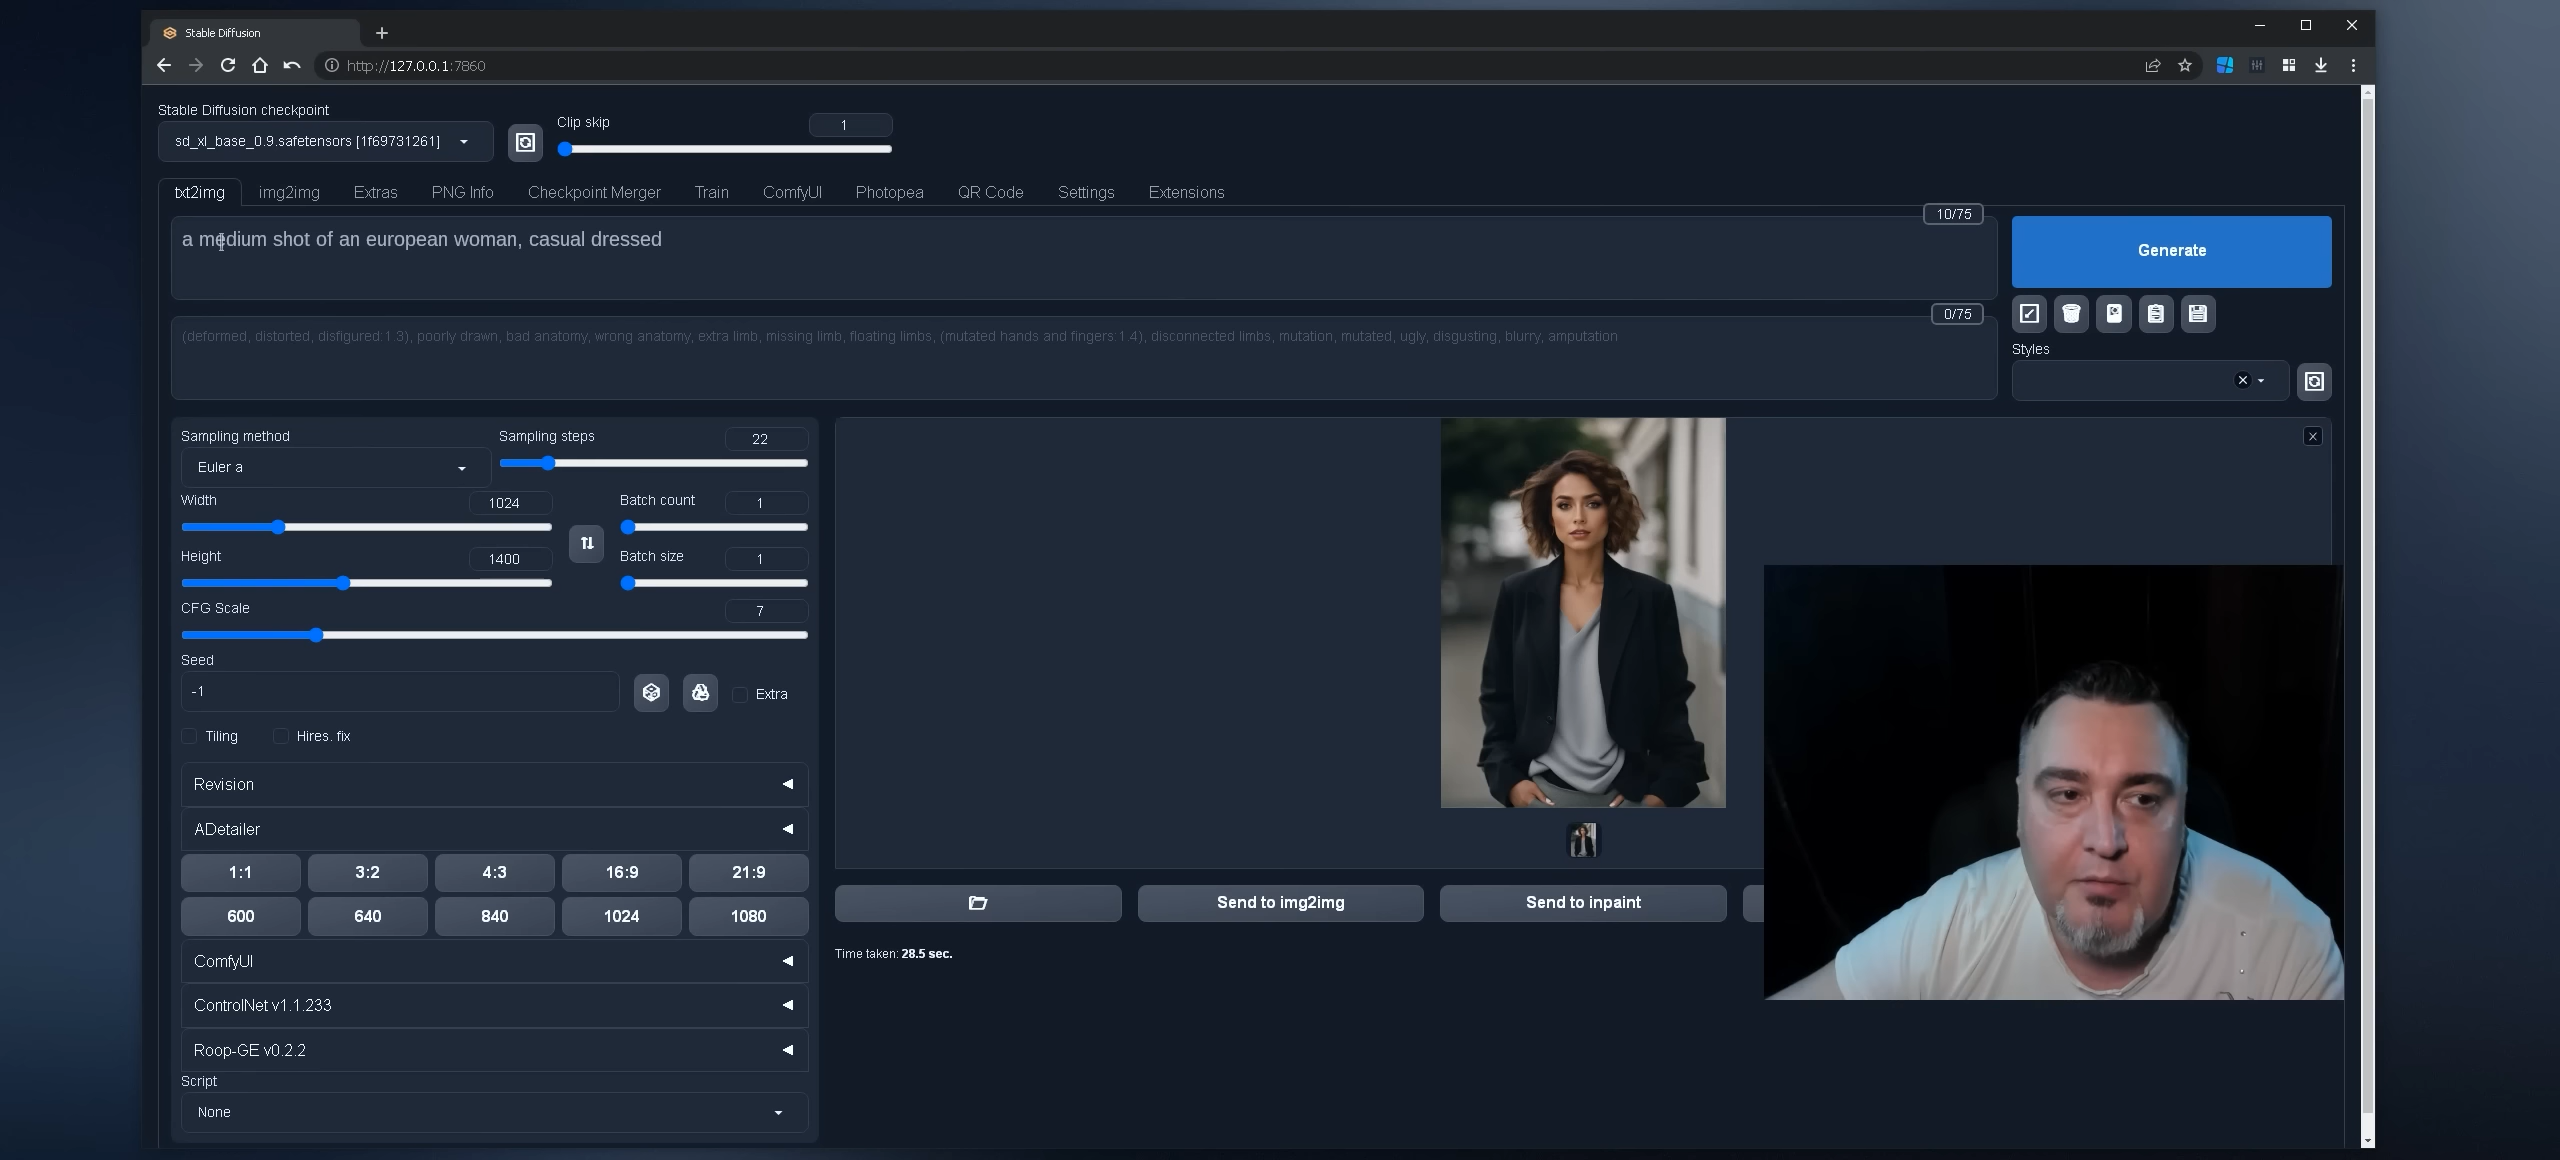 Stable Diffusion
http://127.0.0.1:7860
Stable Diffusion checkpoint
sd_xl_base_0.9.safetensors [1f69731261]
Clip skip
1
txt2img
img2img
Extras
PNG Info
Checkpoint Merger
Train
ComfyUI
Photopea
QR Code
Settings
Extensions
10/75
a medium shot of an european woman, casual dressed
Generate
0/75
(deformed, distorted, disfigured:1.3), poorly drawn, bad anatomy, wrong anatomy, extra limb, missing limb, floating limbs, (mutated hands and fingers:1.4), disconnected limbs, mutation, mutated, ugly, disgusting, blurry, amputation
Styles
Sampling method
Euler a
Sampling steps
22
Width
1024
Batch count
1
Height
1400
Batch size
1
CFG Scale
7
Seed
-1
Extra
Tiling
Hires. fix
Revision
ADetailer
1:1
3:2
4:3
16:9
21:9
600
640
840
1024
1080
ComfyUI
ControlNet v1.1.233
Roop-GE v0.2.2
Script
None
Send to img2img
Send to inpaint
Time taken: 28.5 sec.